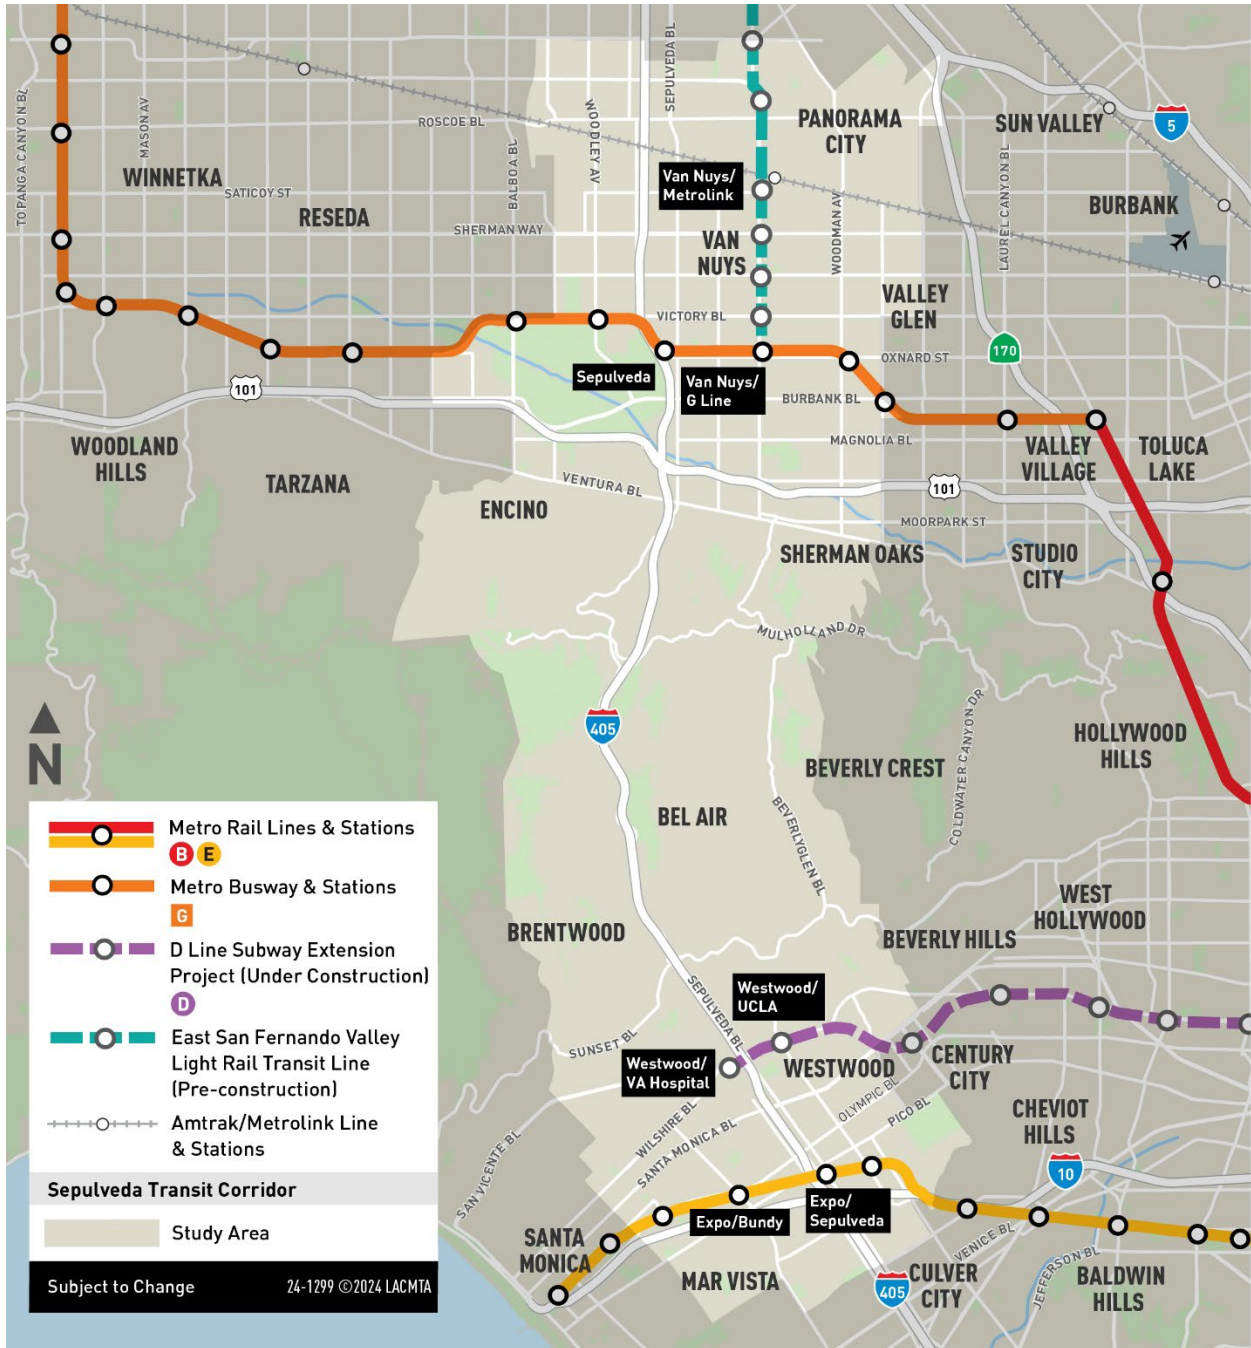 TOPANGA CANYON BL
MASON AV
WINNETKA
SATICOY ST
RESEDA
ROSCOE BL
BALBOA BL
SHERMAN WAY
WOODLEY AV
SEPULVEDA BL
PANORAMA
CITY
SUN VALLEY
5
Van Nuys/
Metrolink
VAN
NUYS
WOODMAN AV
LAUREL CANYON BL
BURBANK
VICTORY BL
VALLEY
GLEN
OXNARD ST
170
Sepulveda
Van Nuys/
G Line
BURBANK BL
MAGNOLIA BL
101
WOODLAND
HILLS
TARZANA
VENTURA BL
ENCINO
VALLEY
VILLAGE
TOLUCA
LAKE
101
MOORPARK ST
SHERMAN OAKS
STUDIO
CITY
MULHOLLAND DR
405
N
BEVERLY CREST
COLDWATER CANYON DR
HOLLYWOOD
HILLS
BEL AIR
BEVERLYGLEN BL
BRENTWOOD
WEST
HOLLYWOOD
BEVERLY HILLS
SEPULVEDA BL
Westwood/
UCLA
SUNSET BL
Westwood/
VA Hospital
WESTWOOD
CENTURY
CITY
OLYMPIC BL
PICO BL
WILSHIRE BL
SANTA MONICA BL
CHEVIOT
HILLS
10
SAN VICENTE BL
Expo/Bundy
Expo/
Sepulveda
SANTA
MONICA
MAR VISTA
405
CULVER
CITY
VENICE BL
JEFFERSON BL
BALDWIN
HILLS
Metro Rail Lines & Stations
B E
Metro Busway & Stations
G
D Line Subway Extension
Project (Under Construction)
D
East San Fernando Valley
Light Rail Transit Line
(Pre-construction)
Amtrak/Metrolink Line
& Stations
Sepulveda Transit Corridor
Study Area
Subject to Change 24-1299 ©2024 LACMTA